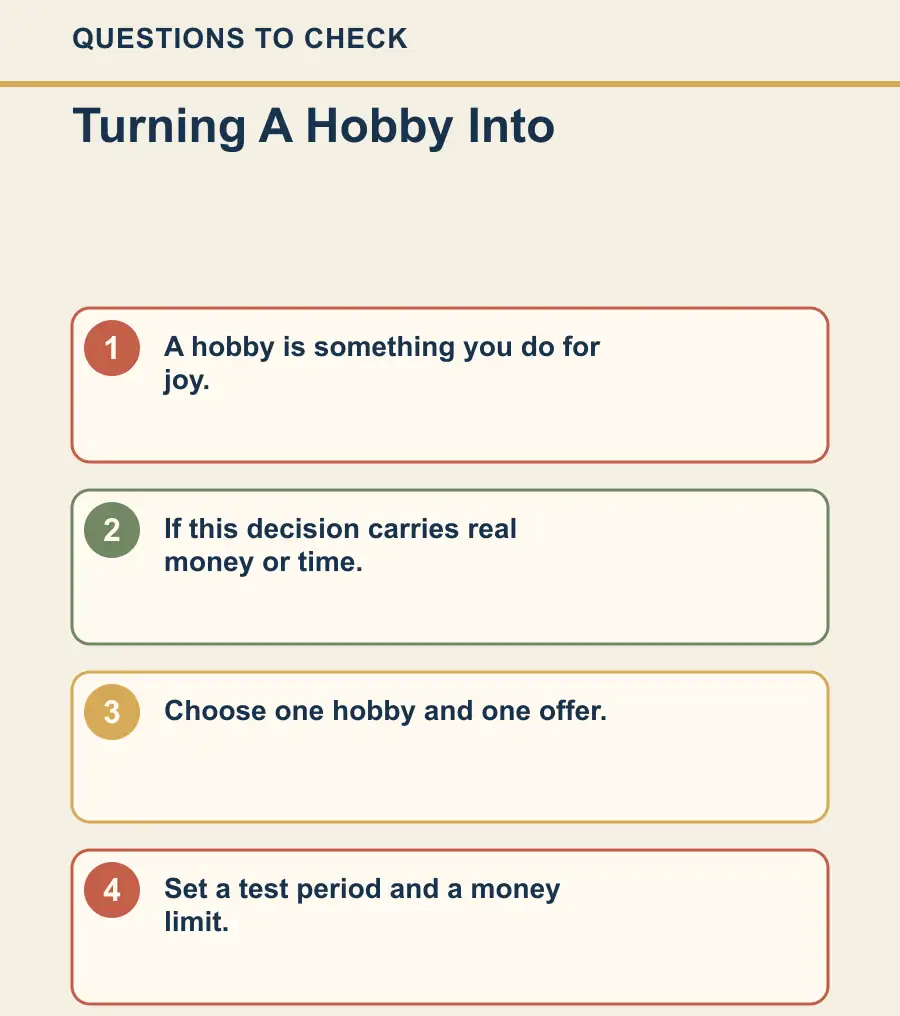 QUESTIONS TO CHECK
Turning A Hobby Into
1
A hobby is something you do for
joy.
2
If this decision carries real
money or time.
3
Choose one hobby and one offer.
4
Set a test period and a money
limit.